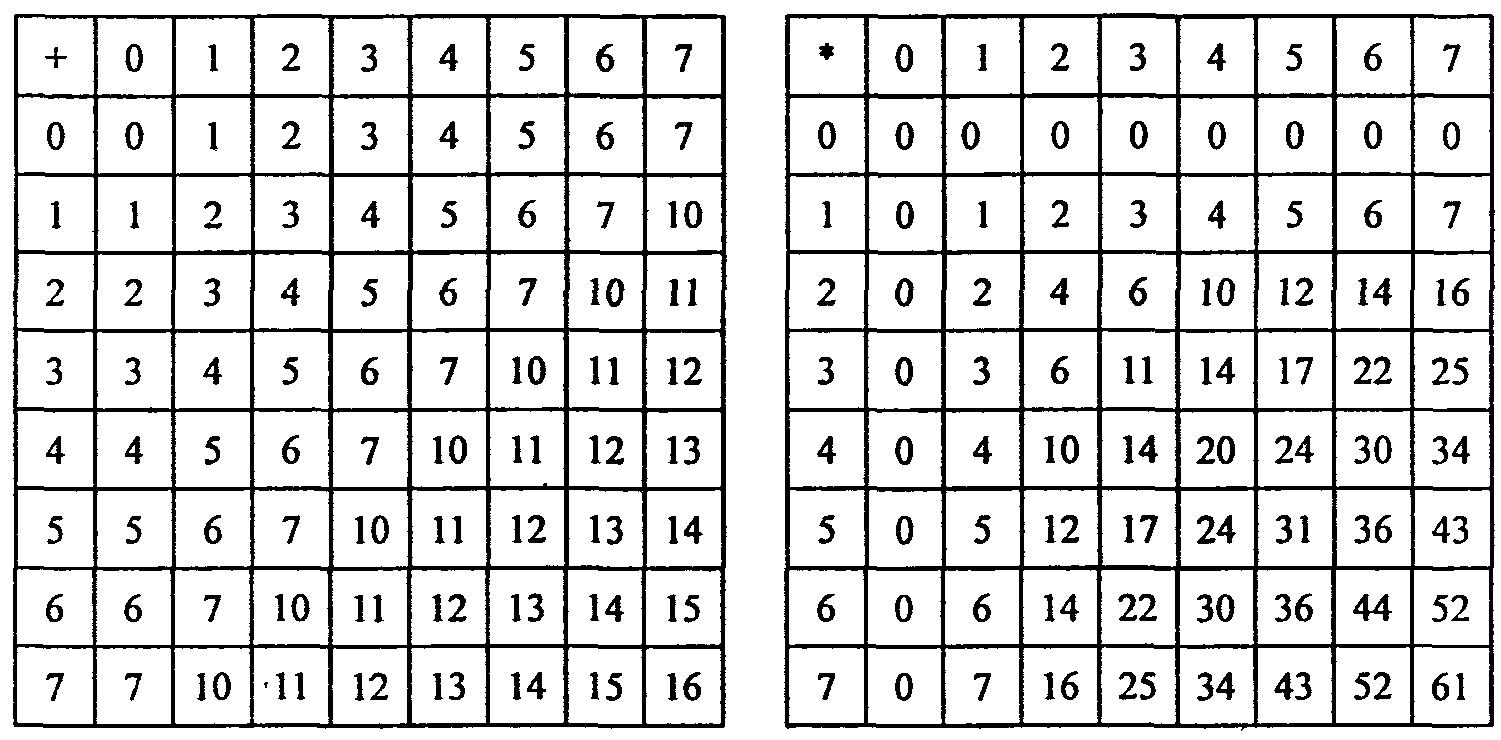 + 0 1 2 3 4 5 6 7
0 0 1 2 3 4 5 6 7
1 1 2 3 4 5 6 7 10
2 2 3 4 5 6 7 10 11
3 3 4 5 6 7 10 11 12
4 4 5 6 7 10 11 12 13
5 5 6 7 10 11 12 13 14
6 6 7 10 11 12 13 14 15
7 7 10 11 12 13 14 15 16
* 0 1 2 3 4 5 6 7
0 0 0 0 0 0 0 0 0
1 0 1 2 3 4 5 6 7
2 0 2 4 6 10 12 14 16
3 0 3 6 11 14 17 22 25
4 0 4 10 14 20 24 30 34
5 0 5 12 17 24 31 36 43
6 0 6 14 22 30 36 44 52
7 0 7 16 25 34 43 52 61